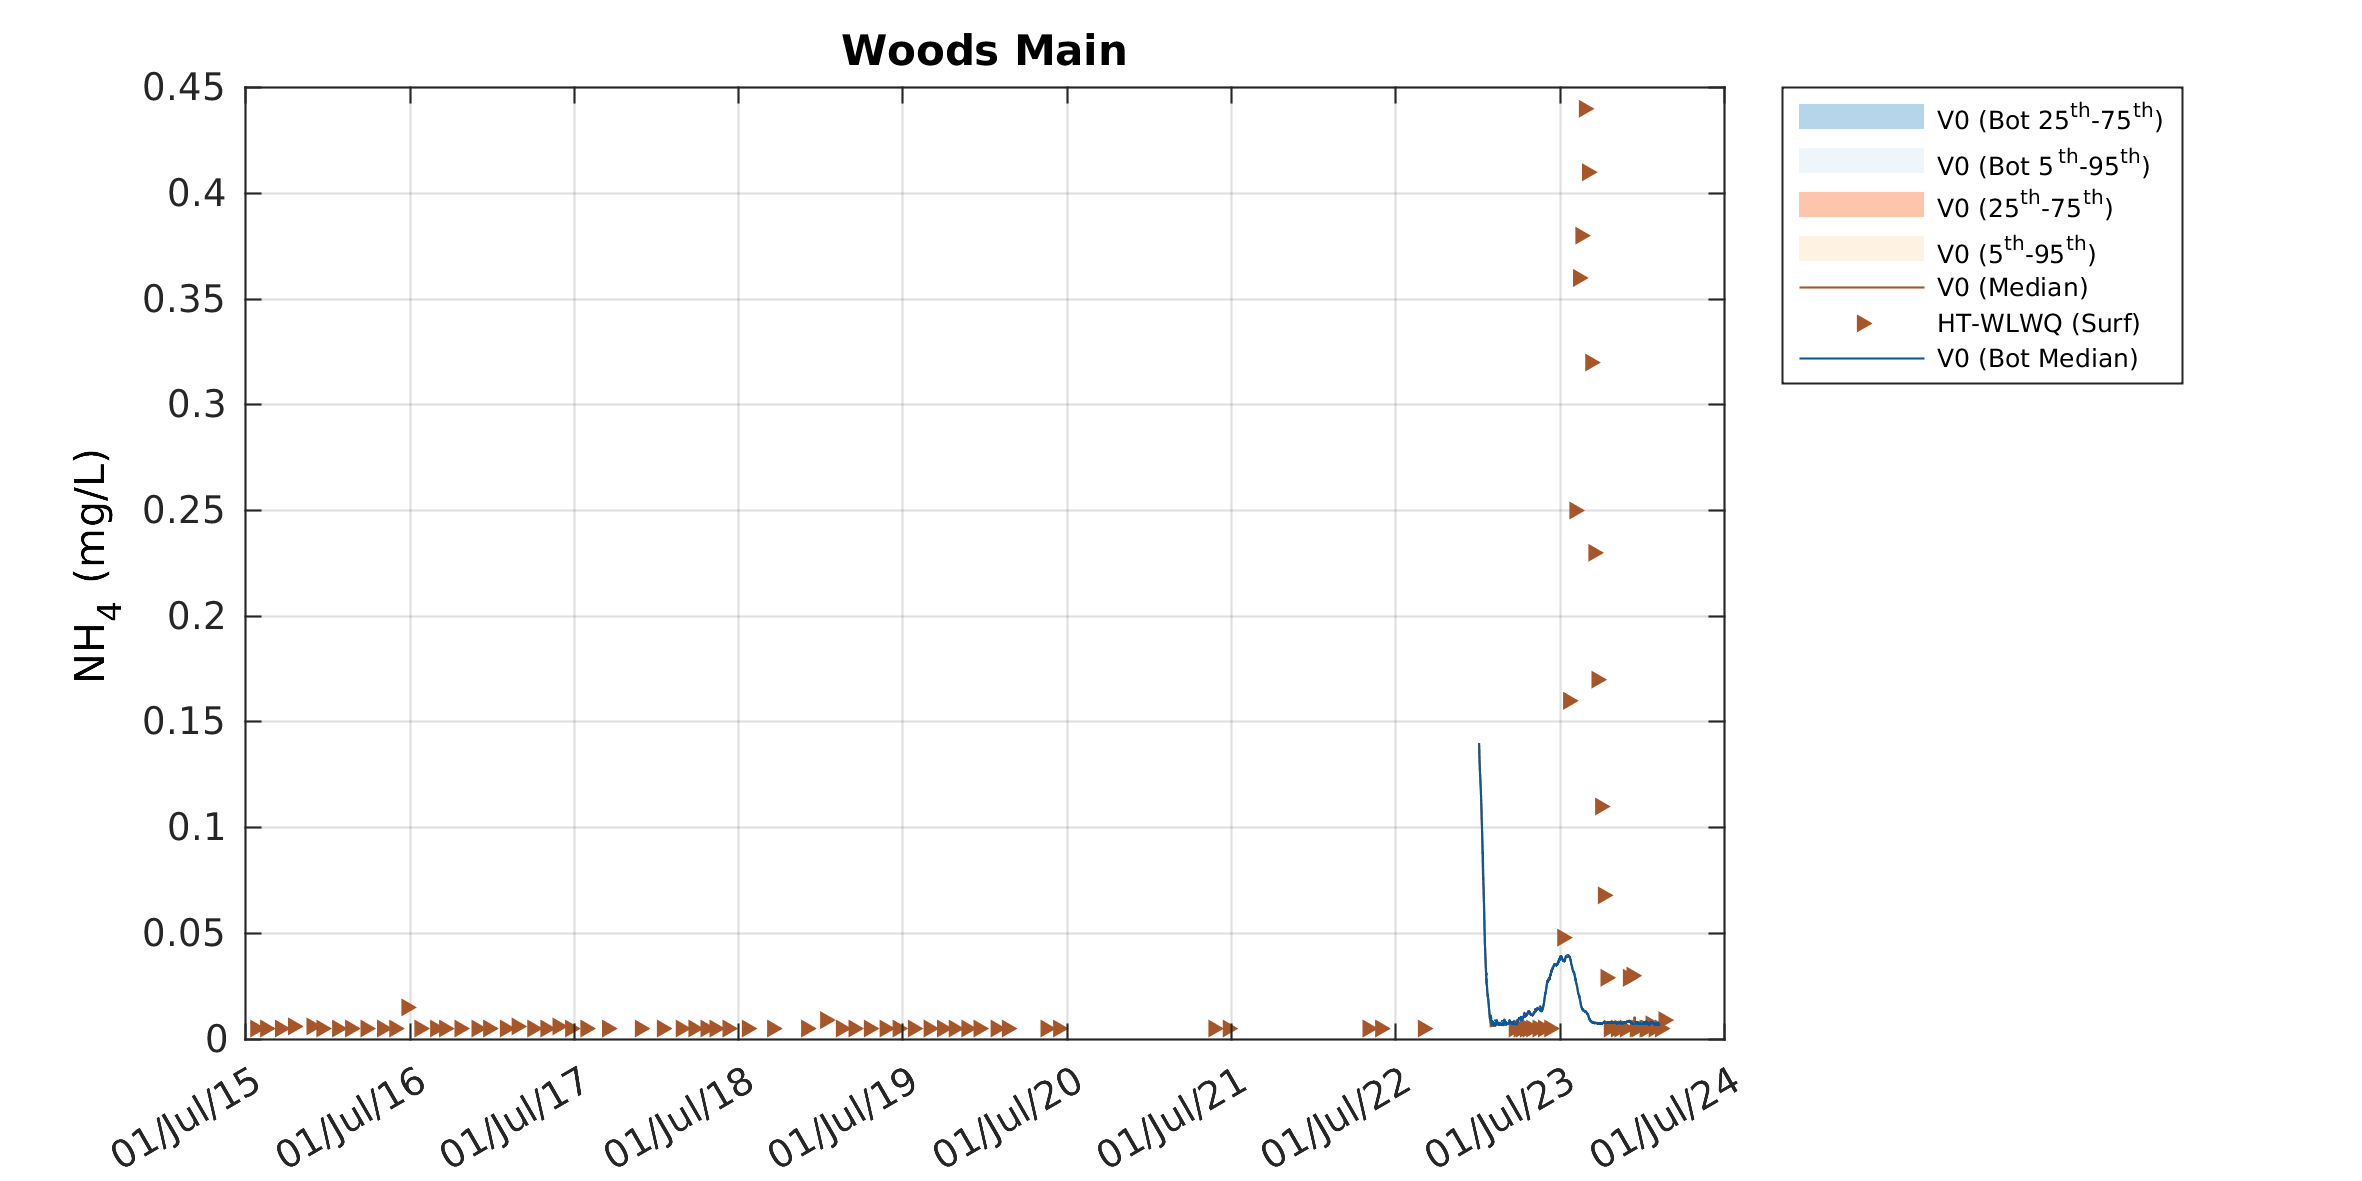 Woods Main
0.45
0.4
0.35
0.3
0.25
0.2
0.15
0.1
0.05
0
NH4 (mg/L)
01/Jul/15
01/Jul/16
01/Jul/17
01/Jul/18
01/Jul/19
01/Jul/20
01/Jul/21
01/Jul/22
01/Jul/23
01/Jul/24
V0 (Bot 25th-75th)
V0 (Bot 5th-95th)
V0 (25th-75th)
V0 (5th-95th)
V0 (Median)
HT-WLWQ (Surf)
V0 (Bot Median)